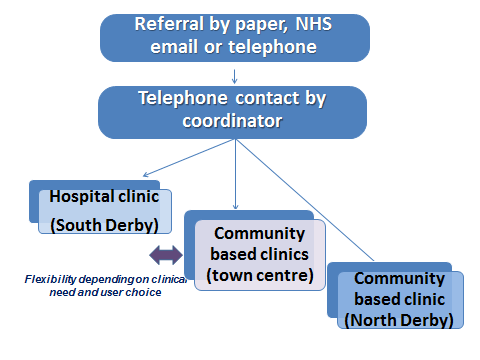 Referral by paper, NHS
email or telephone
Telephone contact by
coordinator
Hospital clinic
(South Derby)
Community
based clinics
(town centre)
Flexibility depending on clinical
need and user choice
Community
based clinic
(North Derby)